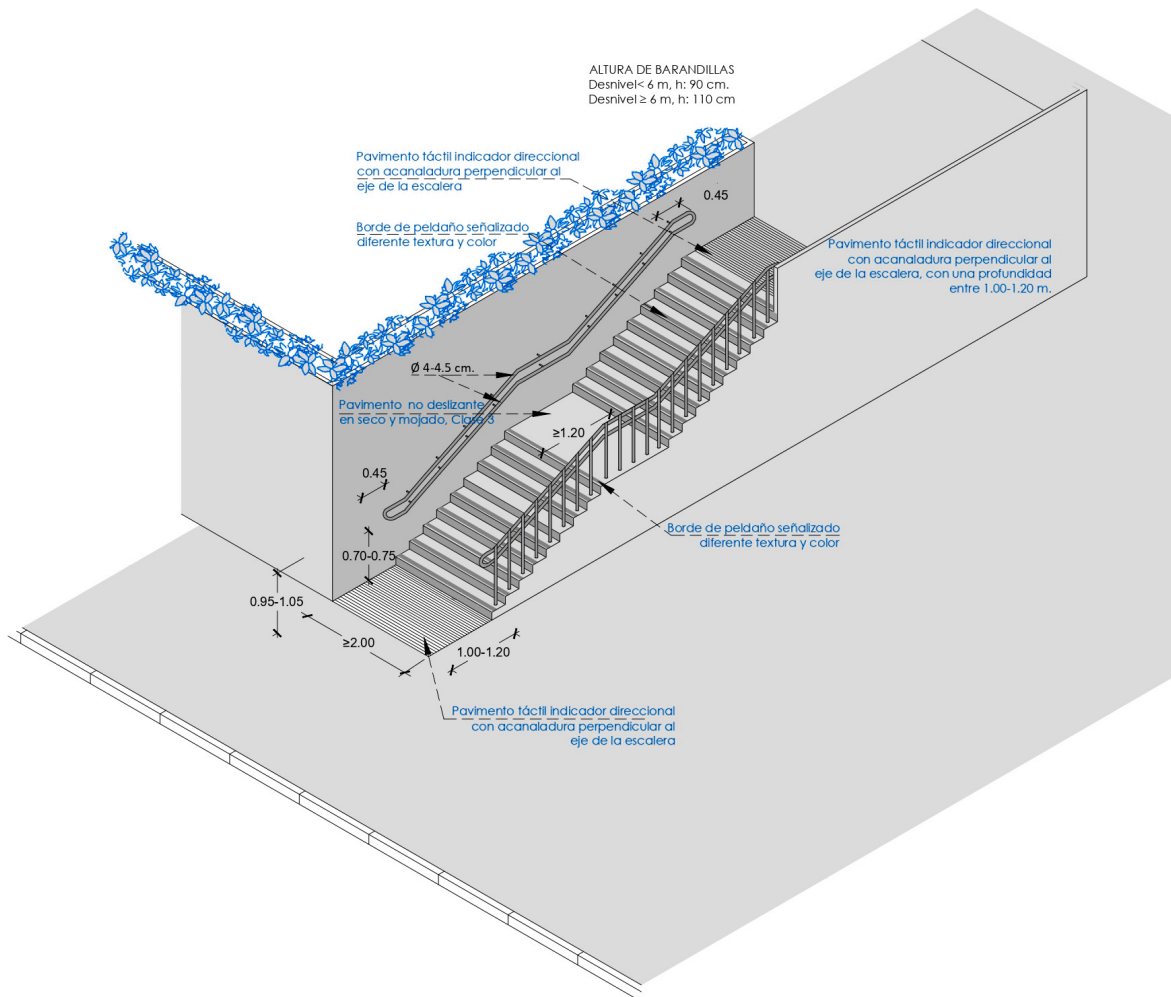 ALTURA DE BARANDILLAS
Desnivel< 6 m, h: 90 cm.
Desnivel ≥ 6 m, h: 110 cm
Pavimento táctil indicador direccional
con acanaladura perpendicular al
eje de la escalera
0.45
Borde de peldaño señalizado
diferente textura y color
Pavimento táctil indicador direccional
con acanaladura perpendicular al
eje de la escalera, con una profundidad
entre 1.00-1.20 m.
Ø 4-4.5 cm.
Pavimento no deslizante
en seco y mojado, Clase 3
≥1.20
0.45
Borde de peldaño señalizado
diferente textura y color
0.70-0.75
0.95-1.05
≥2.00
1.00-1.20
Pavimento táctil indicador direccional
con acanaladura perpendicular al
eje de la escalera